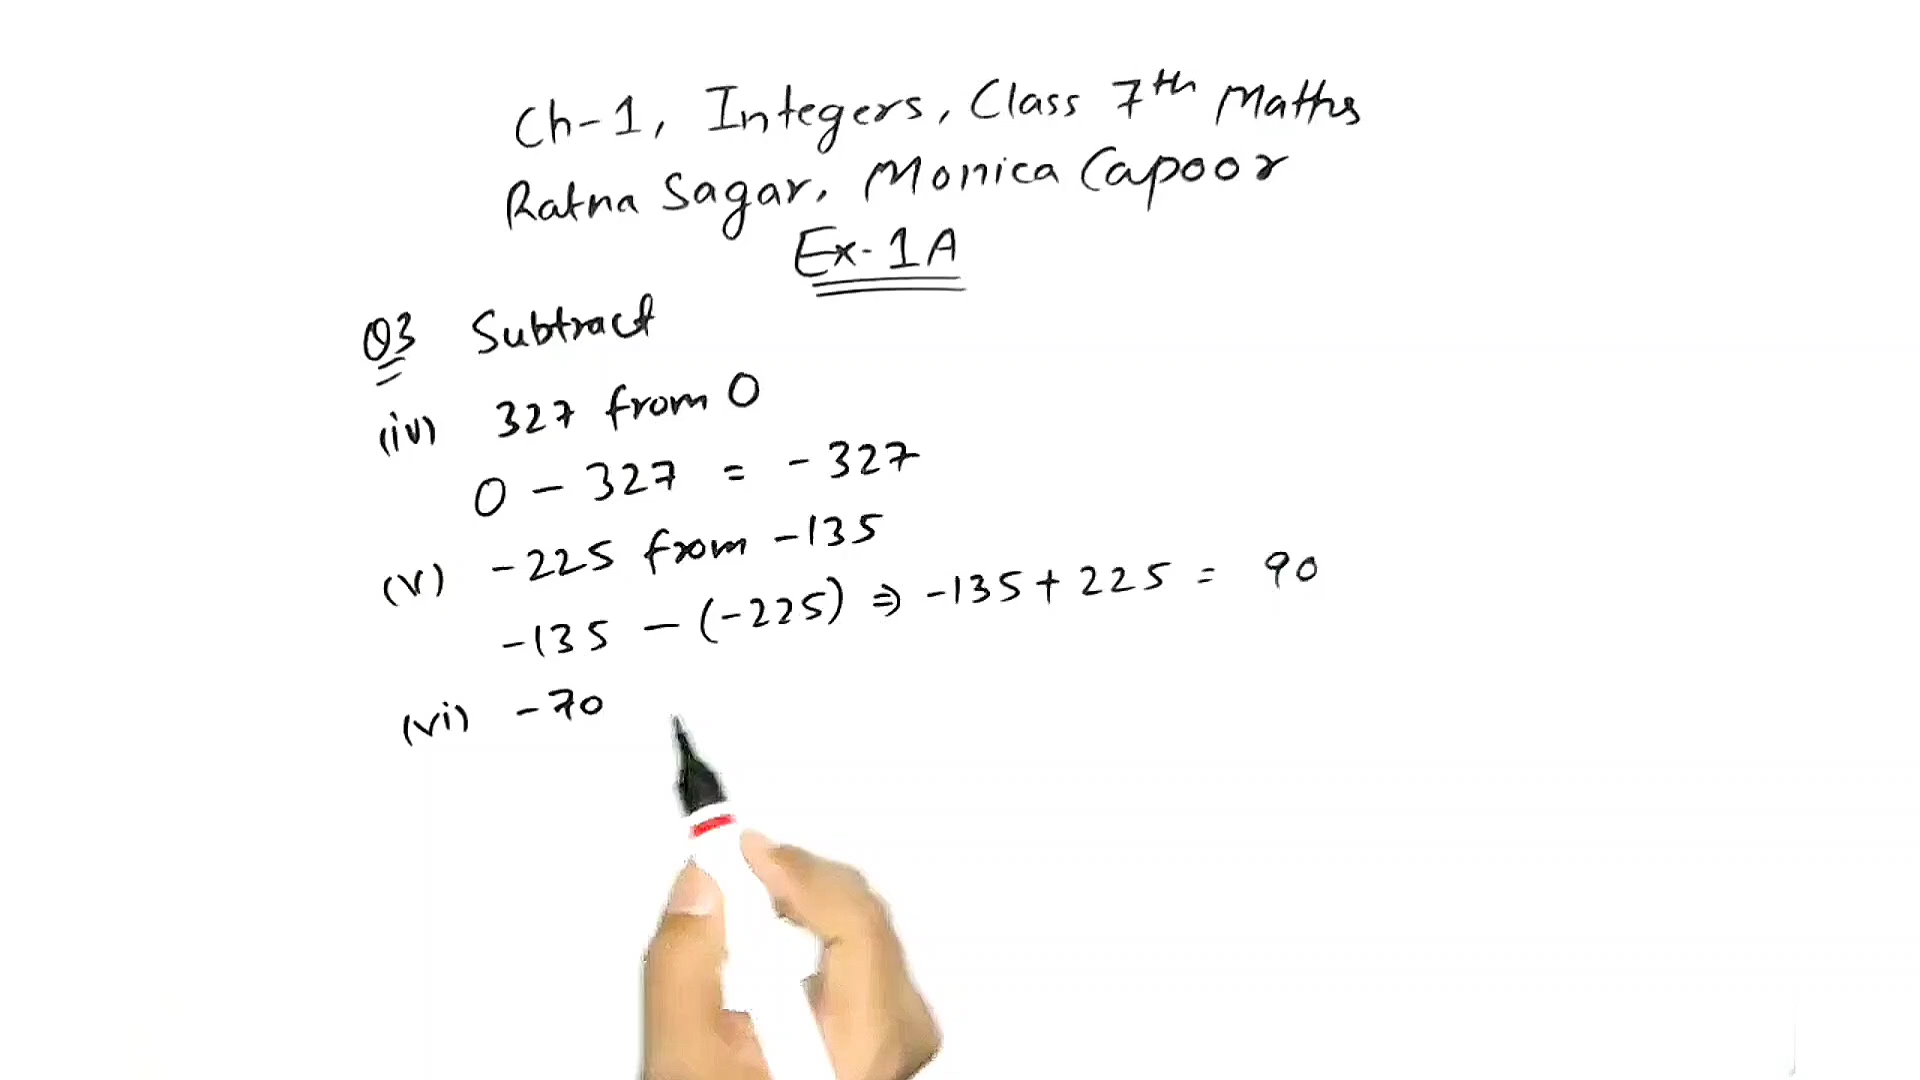 Ch-1, Integers, Class 7th Maths
Ratna Sagar, Monica Capoor
Ex-1A
Q3 Subtract
(iv) 327 from 0
0 - 327 = - 327
(v) -225 from -135
-135 - (-225) ⇒ -135 + 225 = 90
(vi) -70